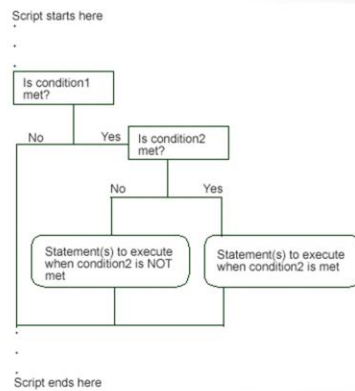 Script starts here
.
.
.
Is condition1
met?
No
Yes
Is condition2
met?
No
Yes
Statement(s) to execute
when condition2 is NOT
met
Statement(s) to execute
when condition2 is met
.
.
.
Script ends here